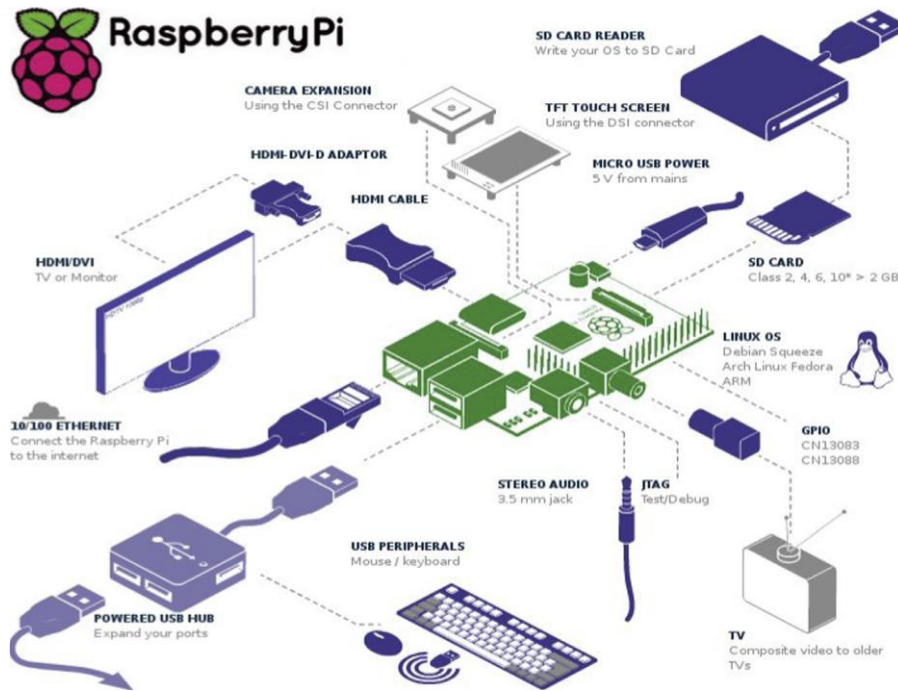 RaspberryPi
SD CARD READER
Write your OS to SD Card
CAMERA EXPANSION
Using the CSI Connector
TFT TOUCH SCREEN
Using the DSI connector
HDMI-DVI-D ADAPTOR
MICRO USB POWER
5 V from mains
HDMI CABLE
HDMI/DVI
TV or Monitor
SD CARD
Class 2, 4, 6, 10* > 2 GB
LINUX OS
Debian Squeeze
Arch Linux Fedora
ARM
10/100 ETHERNET
Connect the Raspberry Pi
to the internet
GPIO
CN13083
CN13088
STEREO AUDIO
3.5 mm jack
JTAG
Test/Debug
USB PERIPHERALS
Mouse / keyboard
POWERED USB HUB
Expand your ports
TV
Composite video to older
TVs